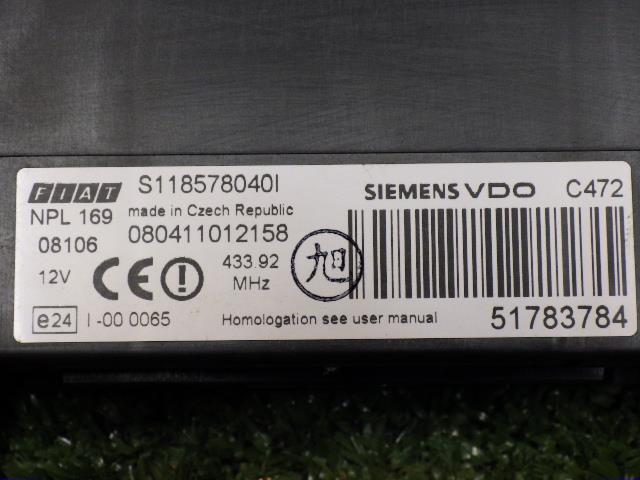 FIAT S118578040I SIEMENS VDO C472
NPL 169 made in Czech Republic
08106 080411012158
12V CE 433.92 MHz 旭
e24 I-00 0065 Homologation see user manual 51783784